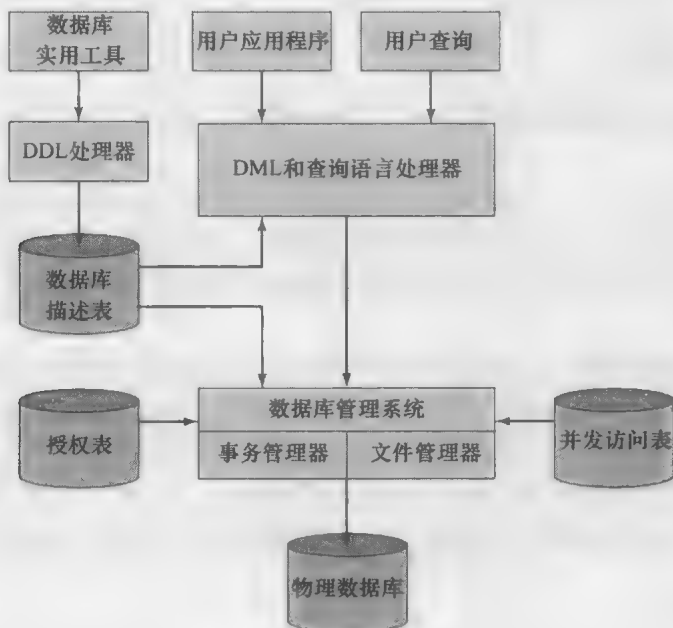 数据库
实用工具
用户应用程序
用户查询
DDL处理器
DML和查询语言处理器
数据库
描述表
数据库管理系统
授权表
事务管理器
文件管理器
并发访问表
物理数据库